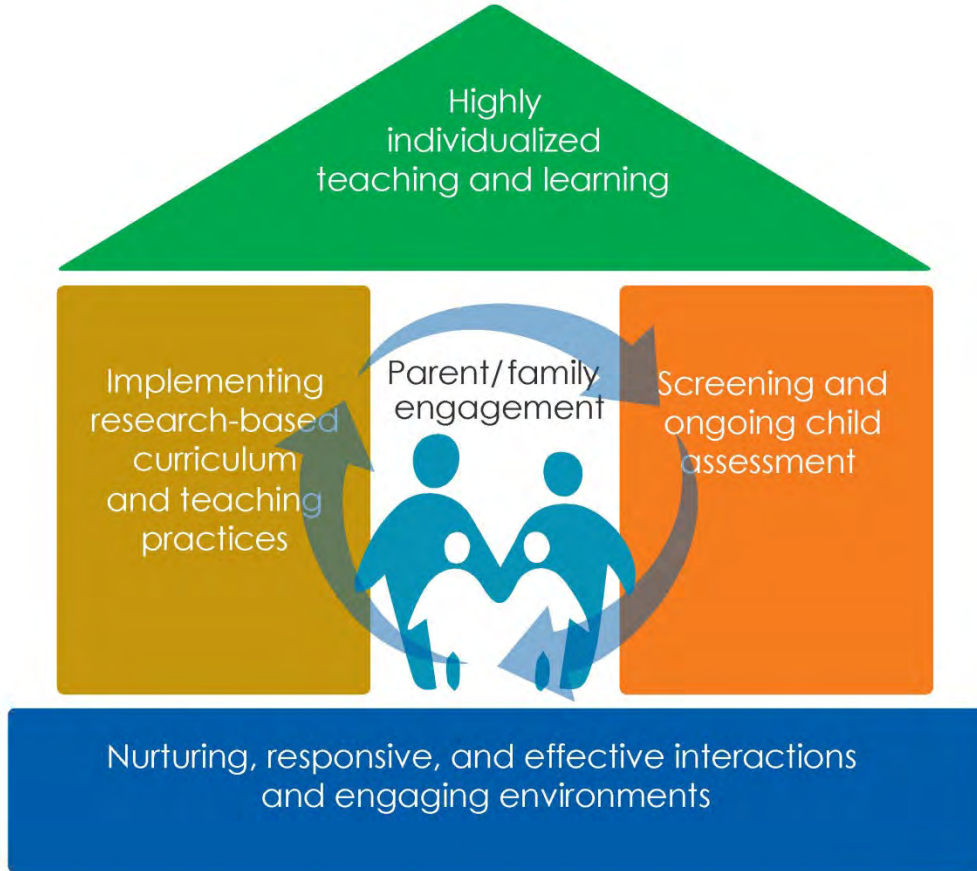 Highly
individualized
teaching and learning
Implementing
research-based
curriculum
and teaching
practices
Parent/family
engagement
Screening and
ongoing child
assessment
Nurturing, responsive, and effective interactions
and engaging environments